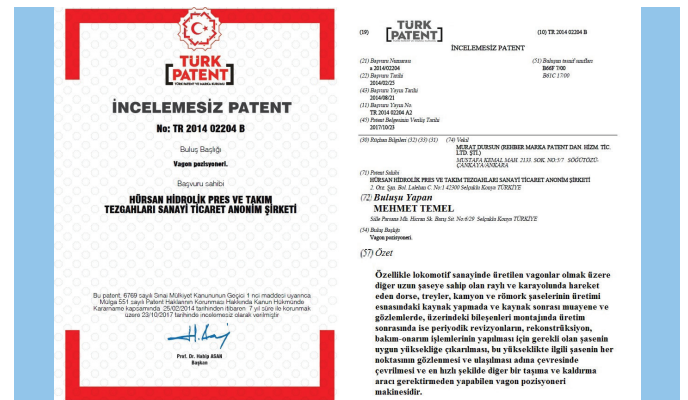 TÜRK
PATENT
TÜRK PATENT VE MARKA KURUMU
İNCELEMESİZ PATENT
No: TR 2014 02204 B
Buluş Başlığı
Vagon pozisyoneri.
Başvuru sahibi
HÜRSAN HİDROLİK PRES VE TAKIM
TEZGAHLARI SANAYİ TİCARET ANONİM ŞİRKETİ
Bu patent, 6769 sayılı Sınai Mülkiyet Kanununun Geçici 1 nci maddesi uyarınca
Mülga 551 sayılı Patent Haklarının Korunması Hakkında Kanun Hükmünde
Kararname kapsamında :25/02/2014 tarihinden itibaren 7 yıl süre ile korunmak
üzere 23/10/2017 tarihinde incelemesiz olarak verilmiştir
Prof. Dr. Habip ASAN
Başkan
(19)
TÜRK
PATENT
(10) TR 2014 02204 B
İNCELEMESİZ PATENT
(21) Başvuru Numarası
a 2014/02204
(22) Başvuru Tarihi
2014/02/25
(43) Başvuru Yayın Tarihi
2014/08/21
(11) Başvuru Yayın No.
TR 2014 02204 A2
(45) Patent Belgesinin Veriliş Tarihi
2017/10/23
(51) Buluşun tasnif sınıfları
B66F 7/00
B61C 17/00
(30) Rüçhan Bilgileri (32) (33) (31)
(74) Vekil
MURAT DURSUN (REHBER MARKA PATENT DAN. HİZM. TİC.
LTD. ŞTİ.)
MUSTAFA KEMAL MAH. 2133. SOK. NO:5/7 SÖĞÜTÖZÜ-
ÇANKAYA/ANKARA
(71) Patent Sahibi
HÜRSAN HİDROLİK PRES VE TAKIM TEZGAHLARI SANAYİ TİCARET ANONİM ŞİRKETİ
2. Org. San. Böl. Lalehan C. No:1 42300 Selçuklu Konya TÜRKİYE
(72) Buluşu Yapan
MEHMET TEMEL
Sille Parsana Mh. Hicran Sk. Barış Sit. No:6/29 Selçuklu Konya TÜRKİYE
(54) Buluş Başlığı
Vagon pozisyoneri.
(57) Özet
Özellikle lokomotif sanayinde üretilen vagonlar olmak üzere
diğer uzun şaseye sahip olan raylı ve karayolunda hareket
eden dorse, treyler, kamyon ve römork şaselerinin üretimi
esnasındaki kaynak yapmada ve kaynak sonrası muayene ve
gözlemlerde, üzerindeki bileşenleri montajında üretim
sonrasında ise periyodik revizyonların, rekonstrüksiyon,
bakım-onarım işlemlerinin yapılması için gerekli olan şasenin
uygun yüksekliğe çıkarılması, bu yükseklikte ilgili şasenin her
noktasının gözlenmesi ve ulaşılması adına çevresinde
çevrilmesi ve en hızlı şekilde diğer bir taşıma ve kaldırma
aracı gerektirmeden yapabilen vagon pozisyoneri
makinesidir.